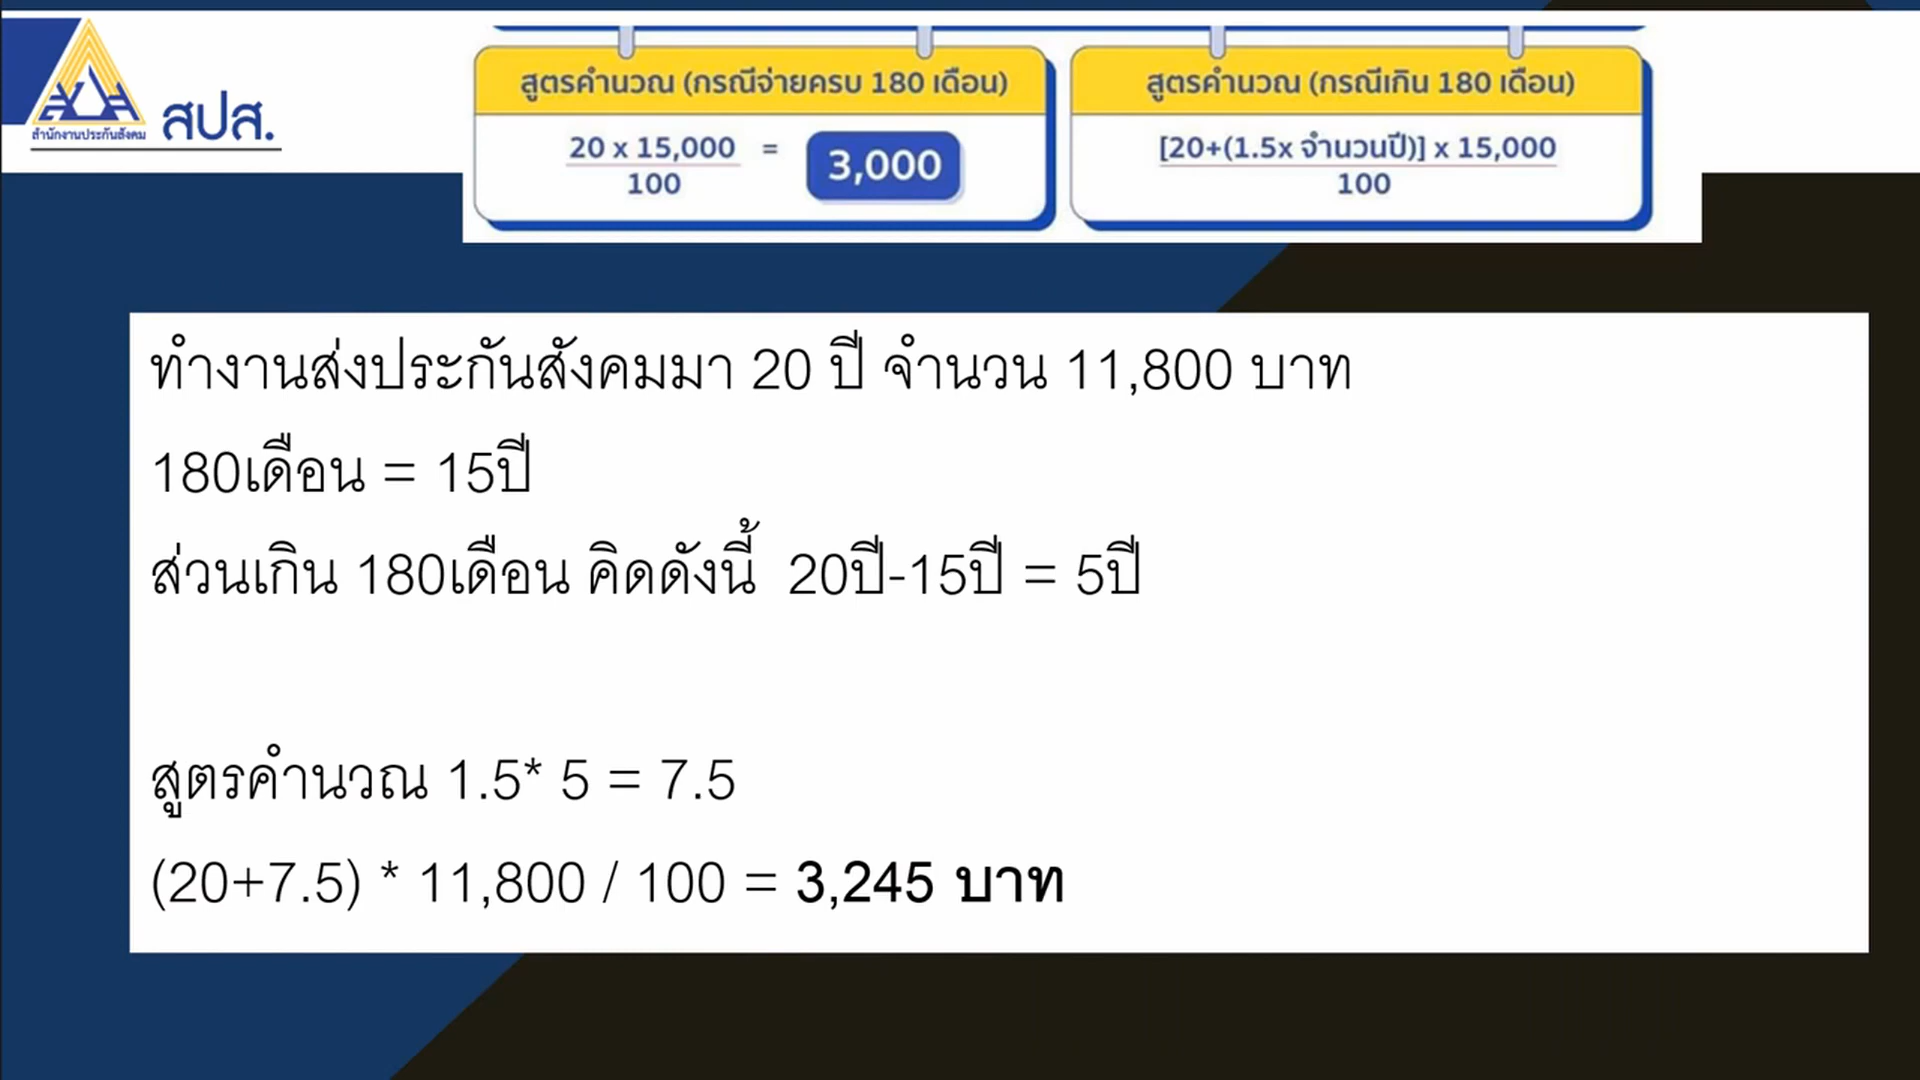 สำนักงานประกันสังคม
สปส.
สูตรคำนวณ (กรณีจ่ายครบ 180 เดือน)
20 x 15,000
100
=
3,000
สูตรคำนวณ (กรณีเกิน 180 เดือน)
[20+(1.5x จำนวนปี)] x 15,000
100
ทำงานส่งประกันสังคมมา 20 ปี จำนวน 11,800 บาท
180เดือน = 15ปี
ส่วนเกิน 180เดือน คิดดังนี้  20ปี-15ปี = 5ปี
สูตรคำนวณ 1.5* 5 = 7.5
(20+7.5) * 11,800 / 100 = 3,245 บาท